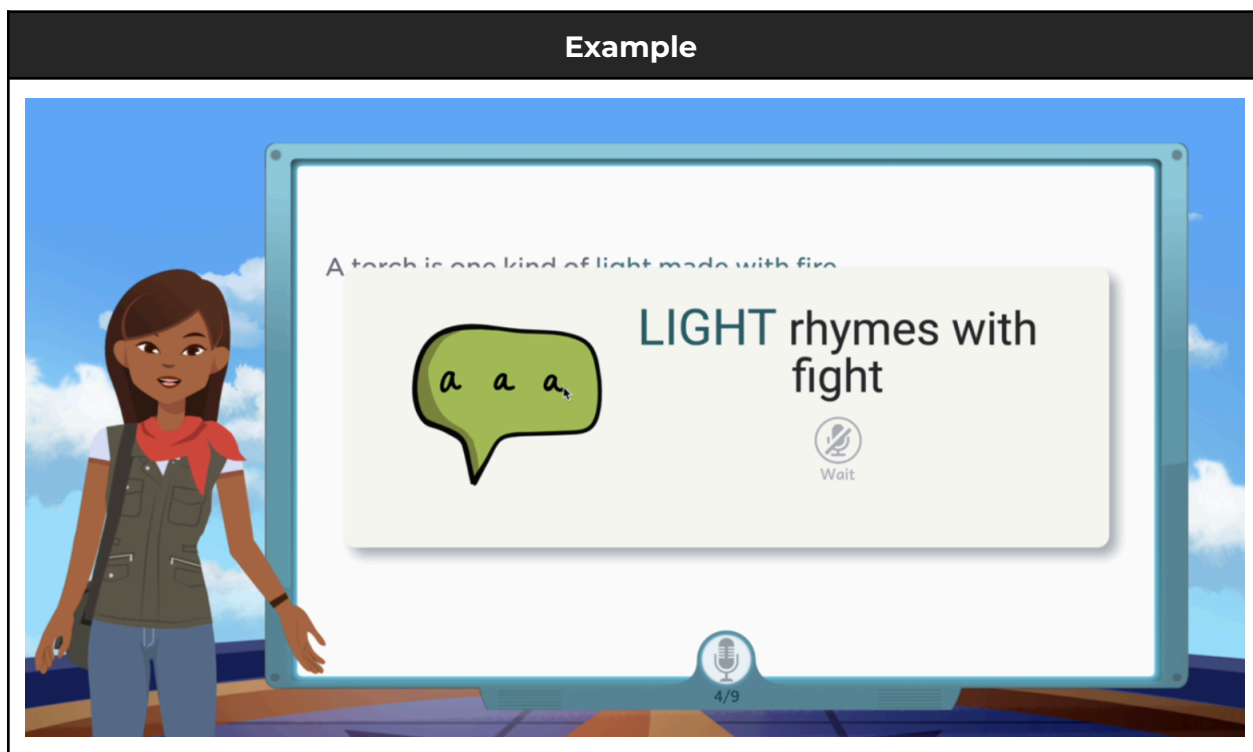 Example
A torch is one kind of light made with fire
LIGHT rhymes with
fight
a a a
Wait
4/9